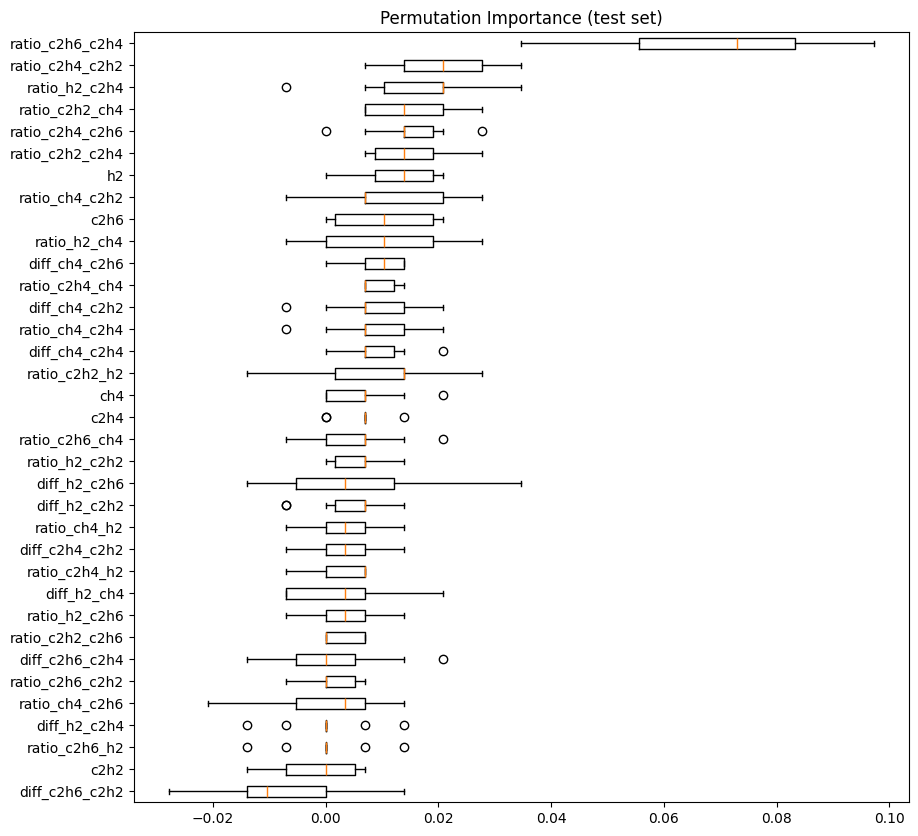 Permutation Importance (test set)
ratio_c2h6_c2h4
ratio_c2h4_c2h2
ratio_h2_c2h4
ratio_c2h2_ch4
ratio_c2h4_c2h6
ratio_c2h2_c2h4
h2
ratio_ch4_c2h2
c2h6
ratio_h2_ch4
diff_ch4_c2h6
ratio_c2h4_ch4
diff_ch4_c2h2
ratio_ch4_c2h4
diff_ch4_c2h4
ratio_c2h2_h2
ch4
c2h4
ratio_c2h6_ch4
ratio_h2_c2h2
diff_h2_c2h6
diff_h2_c2h2
ratio_ch4_h2
diff_c2h4_c2h2
ratio_c2h4_h2
diff_h2_ch4
ratio_h2_c2h6
ratio_c2h2_c2h6
diff_c2h6_c2h4
ratio_c2h6_c2h2
ratio_ch4_c2h6
diff_h2_c2h4
ratio_c2h6_h2
c2h2
diff_c2h6_c2h2
−0.02 0.00 0.02 0.04 0.06 0.08 0.10